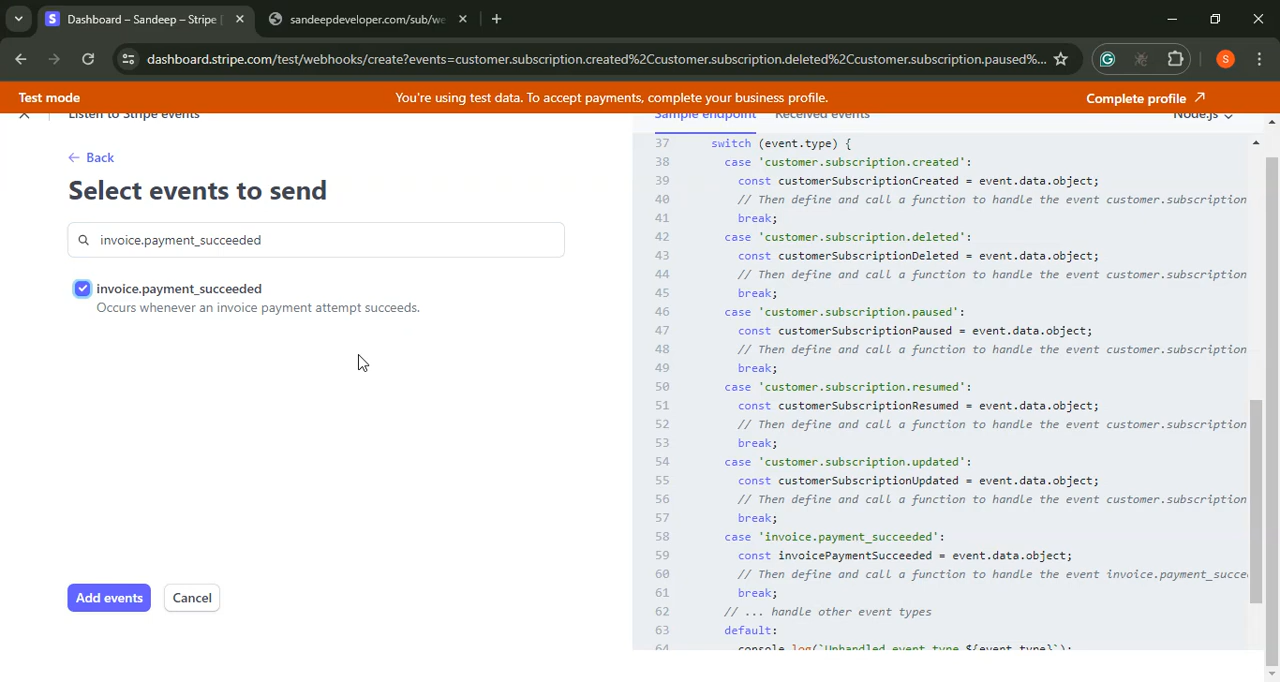 Dashboard – Sandeep – Stripe [
sandeepdeveloper.com/sub/we
dashboard.stripe.com/test/webhooks/create?events=customer.subscription.created%2Ccustomer.subscription.deleted%2Ccustomer.subscription.paused%...
S
Test mode
You're using test data. To accept payments, complete your business profile.
Complete profile
Listen to Stripe events
Sample endpoint
Received events
Node.js
Back
Select events to send
invoice.payment_succeeded
invoice.payment_succeeded
Occurs whenever an invoice payment attempt succeeds.
Add events
Cancel
37 switch (event.type) {
38 case 'customer.subscription.created':
39 const customerSubscriptionCreated = event.data.object;
40 // Then define and call a function to handle the event customer.subscription
41 break;
42 case 'customer.subscription.deleted':
43 const customerSubscriptionDeleted = event.data.object;
44 // Then define and call a function to handle the event customer.subscription
45 break;
46 case 'customer.subscription.paused':
47 const customerSubscriptionPaused = event.data.object;
48 // Then define and call a function to handle the event customer.subscription
49 break;
50 case 'customer.subscription.resumed':
51 const customerSubscriptionResumed = event.data.object;
52 // Then define and call a function to handle the event customer.subscription
53 break;
54 case 'customer.subscription.updated':
55 const customerSubscriptionUpdated = event.data.object;
56 // Then define and call a function to handle the event customer.subscription
57 break;
58 case 'invoice.payment_succeeded':
59 const invoicePaymentSucceeded = event.data.object;
60 // Then define and call a function to handle the event invoice.payment_succe
61 break;
62 // ... handle other event types
63 default:
64 console.log(`Unhandled event type ${event.type}`);